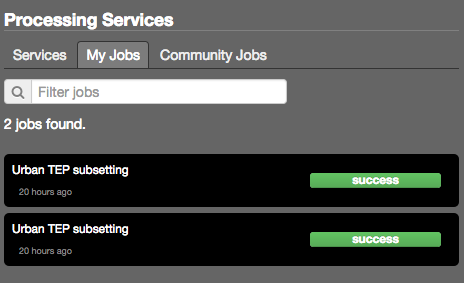 Processing Services
Services My Jobs Community Jobs
Filter jobs
2 jobs found.
Urban TEP subsetting
success
20 hours ago
Urban TEP subsetting
success
20 hours ago